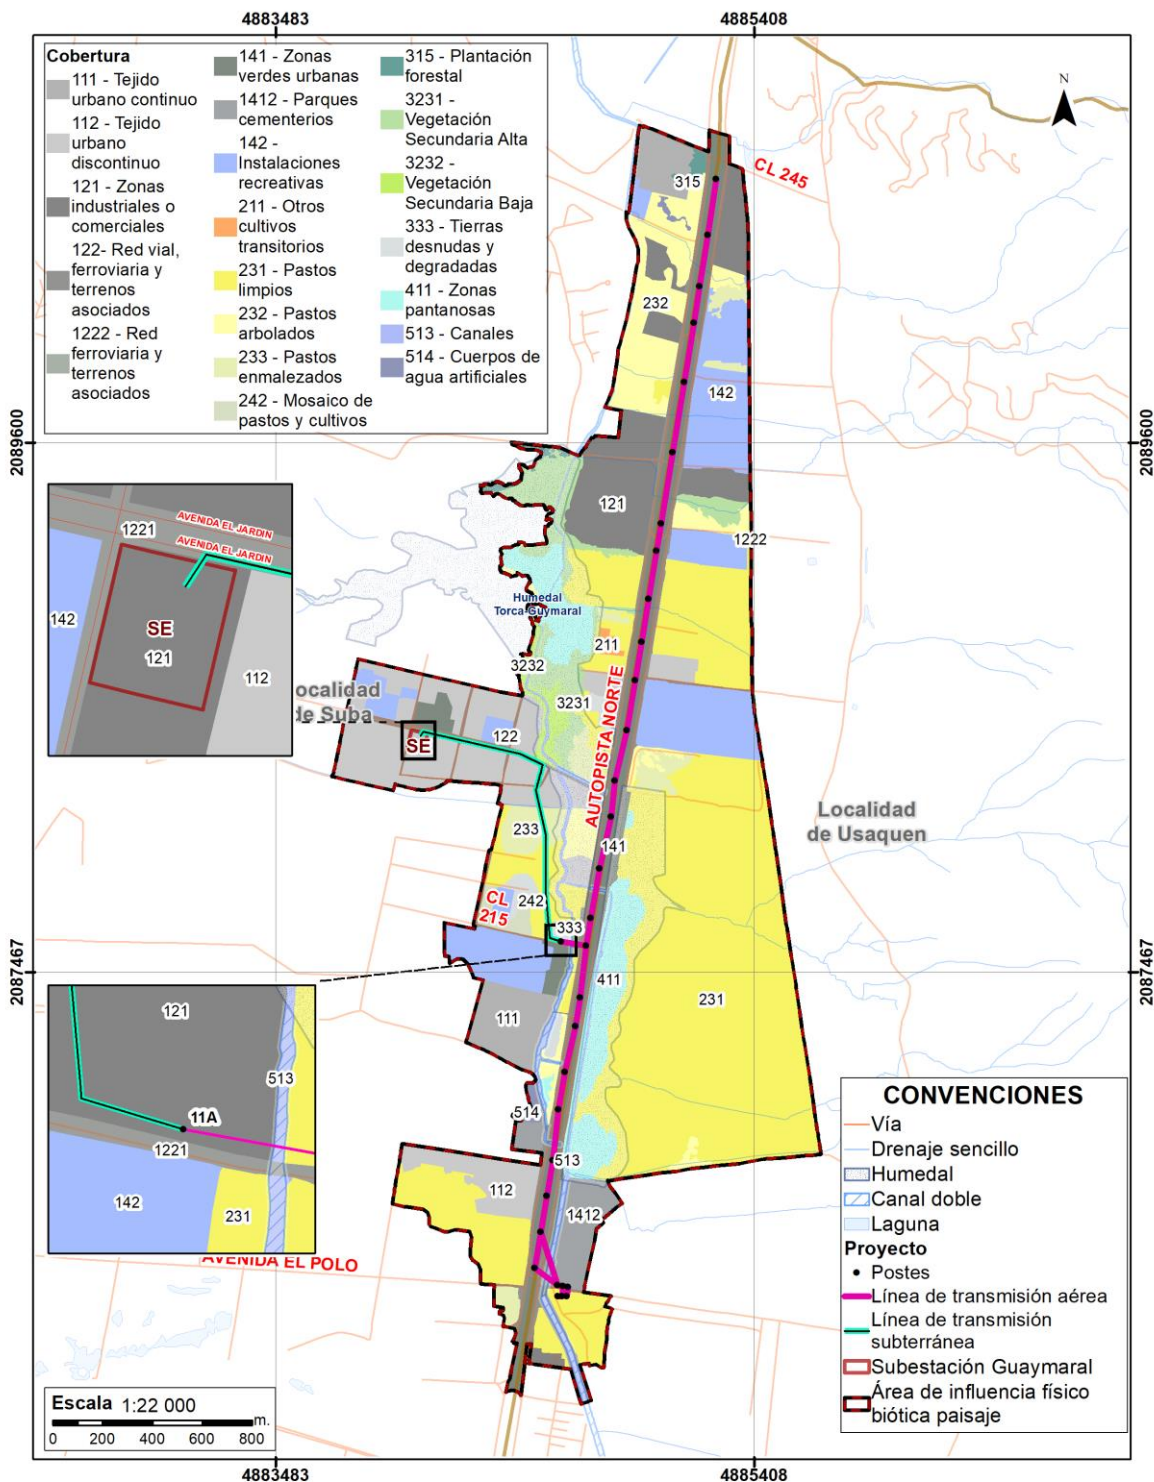 4883483
4885408
Cobertura
111 - Tejido
urbano continuo
112 - Tejido
urbano
discontinuo
121 - Zonas
industriales o
comerciales
122- Red vial,
ferroviaria y
terrenos
asociados
1222 - Red
ferroviaria y
terrenos
asociados
141 - Zonas
verdes urbanas
1412 - Parques
cementerios
142 -
Instalaciones
recreativas
211 - Otros
cultivos
transitorios
231 - Pastos
limpios
232 - Pastos
arbolados
233 - Pastos
enmalezados
242 - Mosaico de
pastos y cultivos
315 - Plantación
forestal
3231 -
Vegetación
Secundaria Alta
3232 -
Vegetación
Secundaria Baja
333 - Tierras
desnudas y
degradadas
411 - Zonas
pantanosas
513 - Canales
514 - Cuerpos de
agua artificiales
N
CL 245
315
232
142
2089600
2089600
121
1222
AVENIDA EL JARDIN
AVENIDA EL JARDIN
1221
142
SE
121
112
Humedal
Torca-Guymaral
211
3232
3231
ocalidad
de Suba
122
SE
AUTOPISTA NORTE
Localidad
de Usaquen
233
141
242
CL
215
333
2087467
2087467
411
231
111
121
513
11A
1221
142
231
514
513
112
1412
AVENIDA EL POLO
CONVENCIONES
Vía
Drenaje sencillo
Humedal
Canal doble
Laguna
Proyecto
Postes
Línea de transmisión aérea
Línea de transmisión
subterránea
Subestación Guaymaral
Área de influencia físico
biótica paisaje
Escala 1:22 000
m.
0 200 400 600 800
4883483
4885408